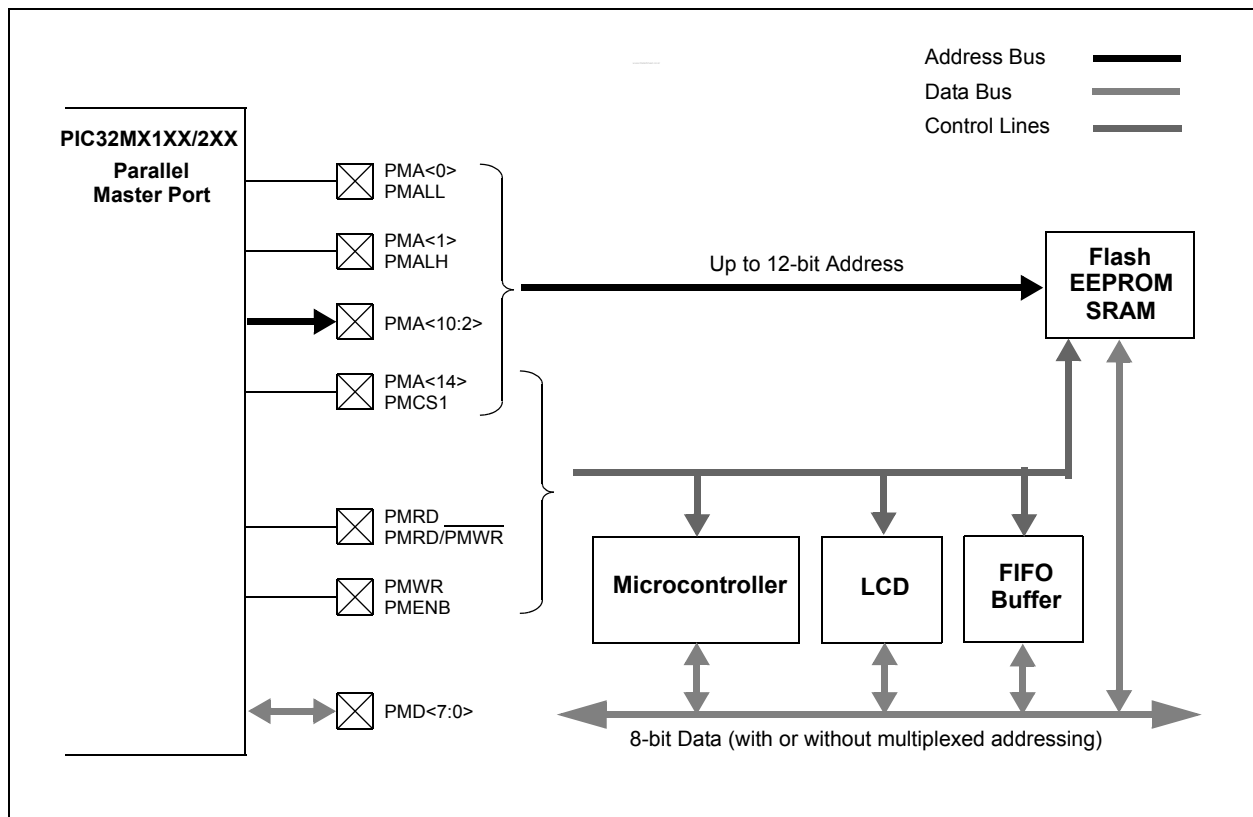 Address Bus
Data Bus
Control Lines
PIC32MX1XX/2XX
Parallel
Master Port
PMA<0>
PMALL
PMA<1>
PMALH
PMA<10:2>
PMA<14>
PMCS1
PMRD
PMRD/PMWR
PMWR
PMENB
PMD<7:0>
Up to 12-bit Address
Flash
EEPROM
SRAM
Microcontroller
LCD
FIFO
Buffer
8-bit Data (with or without multiplexed addressing)